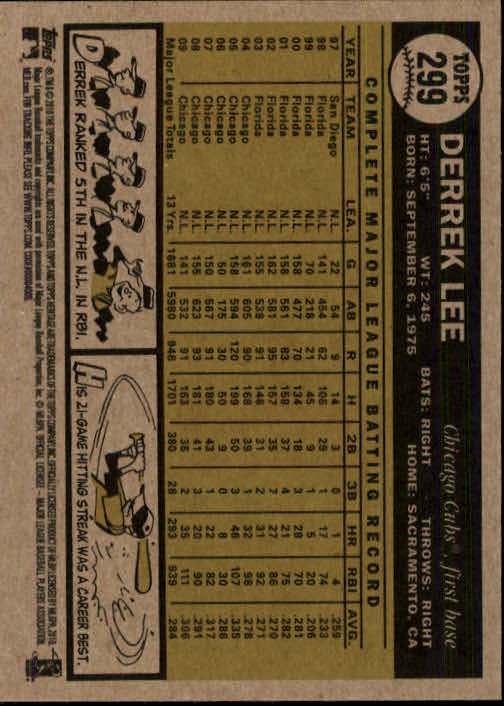 TOPPS
299
DERREK LEE Chicago Cubs™, first base
HT: 6'5" WT: 245 BATS: RIGHT THROWS: RIGHT
BORN: SEPTEMBER 6, 1975 HOME: SACRAMENTO, CA
COMPLETE MAJOR LEAGUE BATTING RECORD
YEAR TEAM LEA. G AB R H 2B 3B HR RBI AVG.
97 San Diego N.L. 22 54 9 14 3 0 1 4 .259
98 Florida N.L. 141 454 62 106 29 1 17 74 .233
99 Florida N.L. 70 218 21 45 9 1 5 20 .206
00 Florida N.L. 158 477 70 134 18 3 28 70 .281
01 Florida N.L. 158 561 83 158 37 4 21 75 .282
02 Florida N.L. 162 581 95 157 35 7 27 86 .270
03 Florida N.L. 155 539 91 146 31 2 31 92 .271
04 Chicago N.L. 161 605 90 168 39 1 32 98 .278
05 Chicago N.L. 158 594 120 199 50 3 46 107 .335
06 Chicago N.L. 50 175 30 50 9 0 8 30 .286
07 Chicago N.L. 150 567 91 180 43 1 22 82 .317
08 Chicago N.L. 155 623 93 181 41 3 20 90 .291
09 Chicago N.L. 141 532 91 163 36 2 35 111 .306
Major League Totals 13 Yrs. 1681 5980 948 1701 380 28 293 939 .284
DERREK RANKED 5TH IN THE N.L. IN RBI.
HIS 21-GAME HITTING STREAK WAS A CAREER BEST.